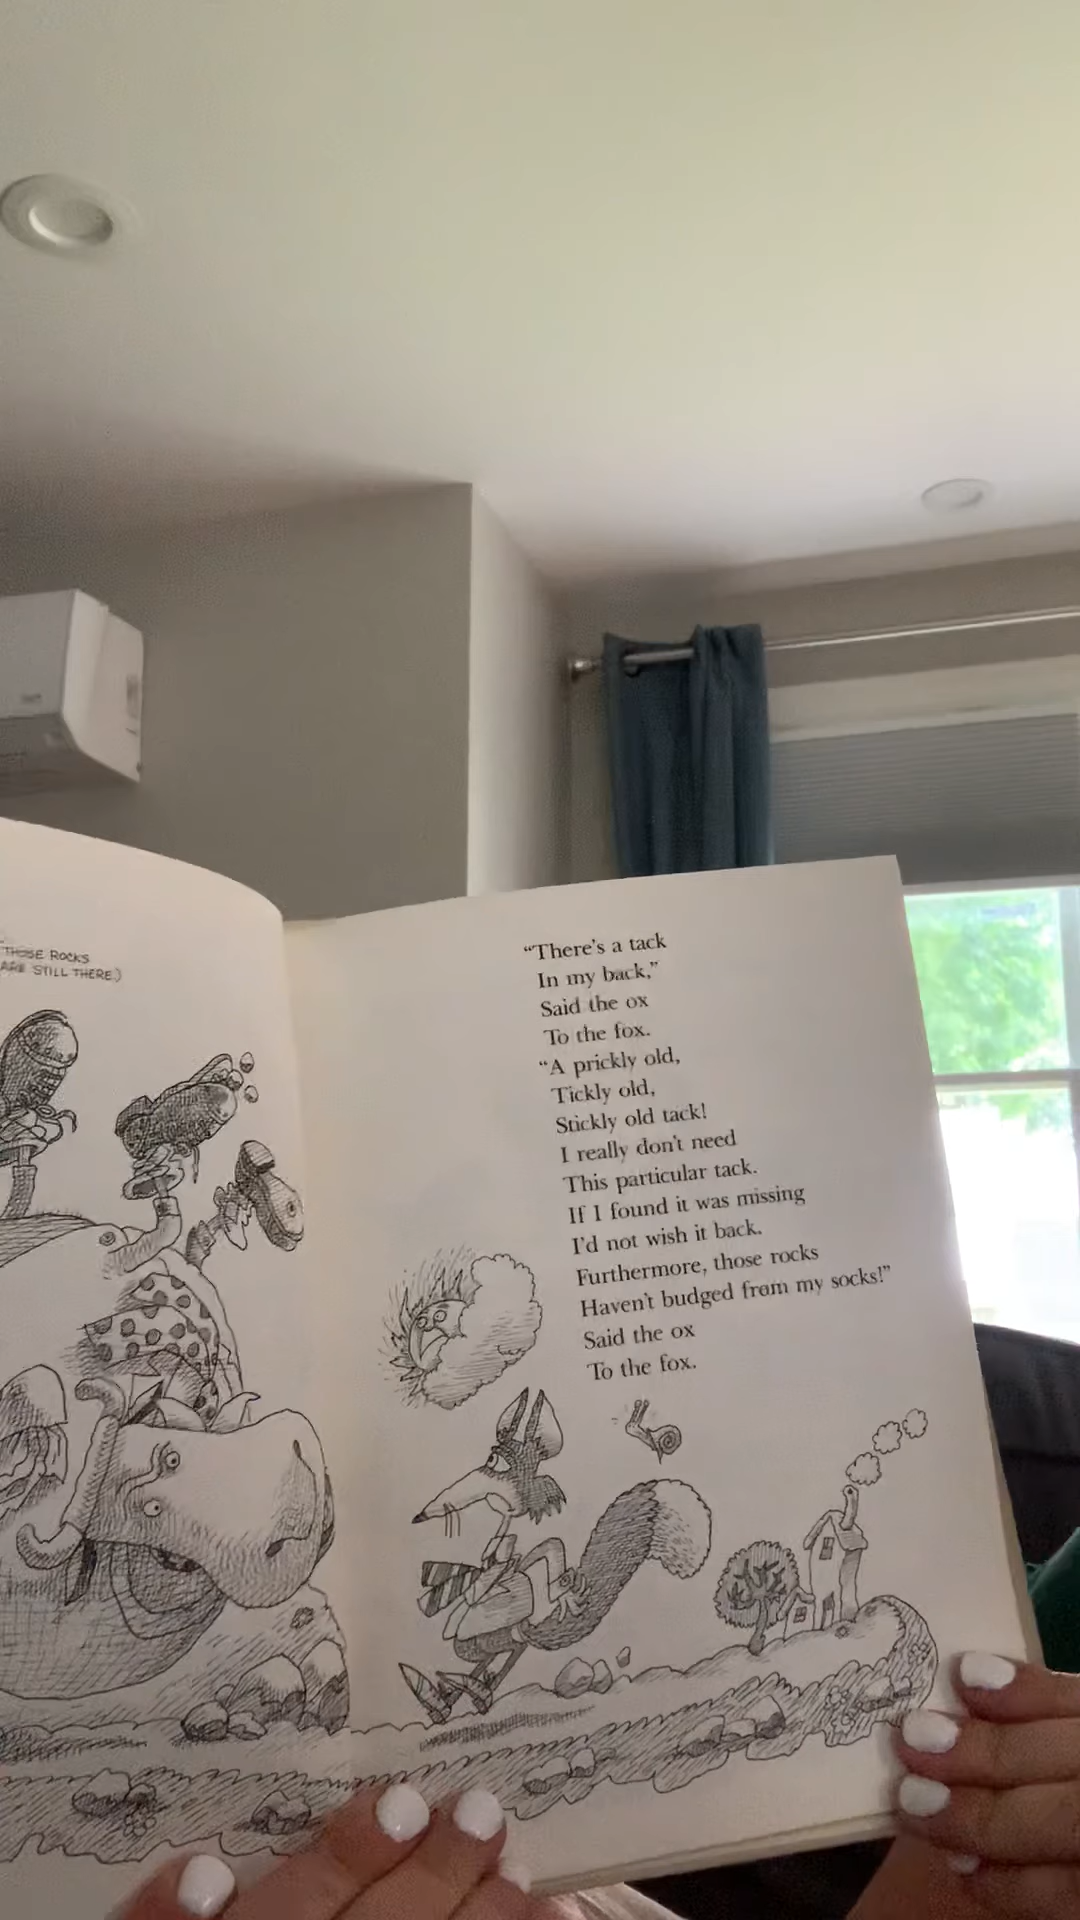 THOSE ROCKS
ARE STILL THERE.)
“There’s a tack
In my back,”
Said the ox
To the fox.
“A prickly old,
Tickly old,
Stickly old tack!
I really don’t need
This particular tack.
If I found it was missing
I’d not wish it back.
Furthermore, those rocks
Haven’t budged from my socks!”
Said the ox
To the fox.